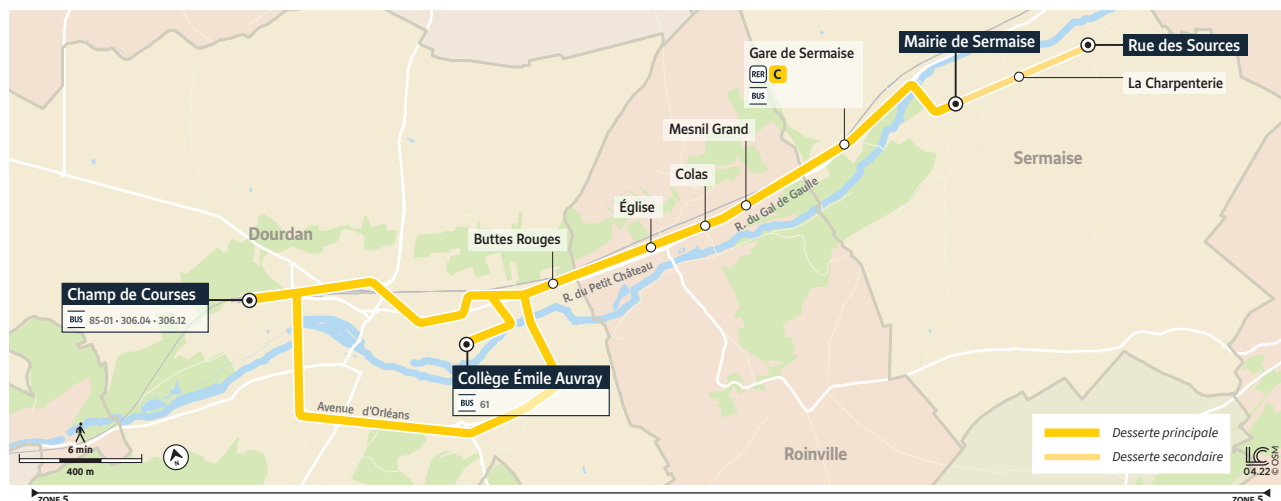 Mairie de Sermaise
Rue des Sources
Gare de Sermaise
RER C
BUS
La Charpenterie
Mesnil Grand
Sermaise
Colas
R. du Gal de Gaulle
Église
Dourdan
Buttes Rouges
R. du Petit Château
Champ de Courses
BUS 85-01 • 306.04 • 306.12
Collège Émile Auvray
BUS 61
Avenue d'Orléans
Roinville
6 min
400 m
N
Desserte principale
Desserte secondaire
LC
04.22
© OSM
ZONE 5
ZONE 5